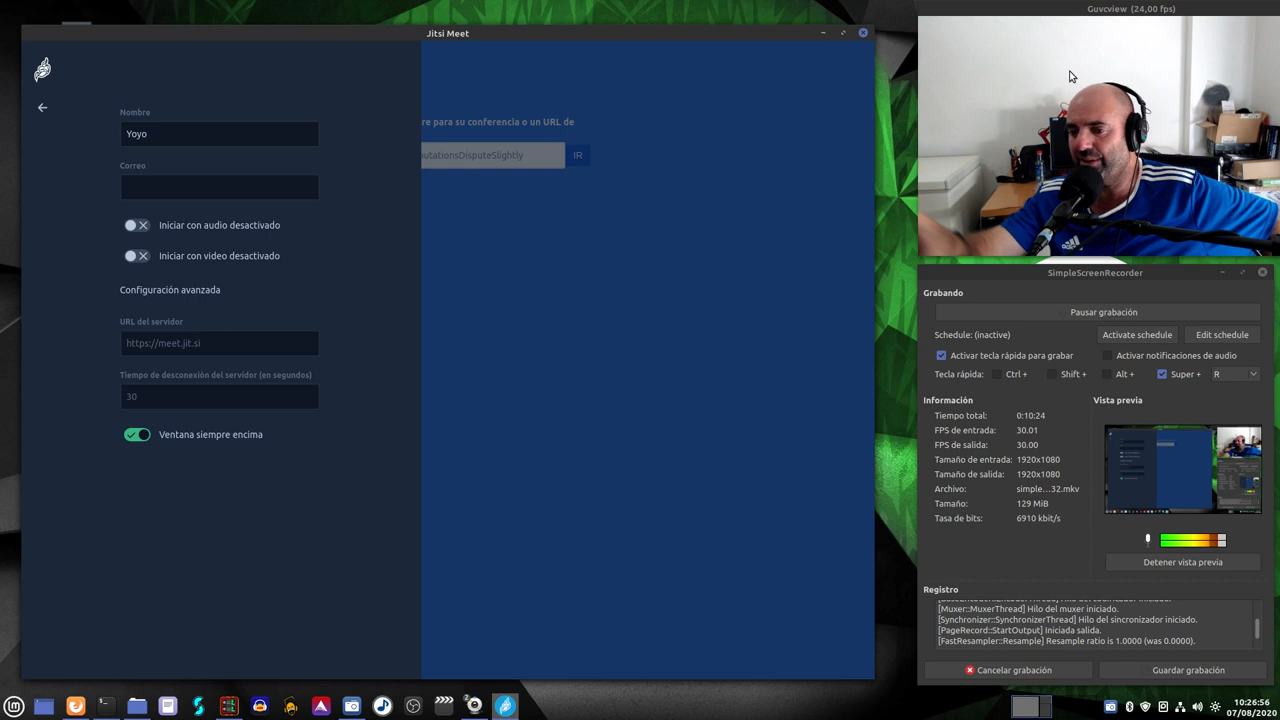 Jitsi Meet
Nombre
Yoyo
Correo
Iniciar con audio desactivado
Iniciar con video desactivado
Configuración avanzada
URL del servidor
https://meet.jit.si
Tiempo de desconexión del servidor (en segundos)
30
Ventana siempre encima
re para su conferencia o un URL de
utationsDisputeSlightly
IR
Guvcview (24,00 fps)
SimpleScreenRecorder
Grabando
Pausar grabación
Schedule: (inactive)
Activate schedule
Edit schedule
Activar tecla rápida para grabar
Activar notificaciones de audio
Tecla rápida:
Ctrl +
Shift +
Alt +
Super +
R
Información
Tiempo total: 0:10:24
FPS de entrada: 30.01
FPS de salida: 30.00
Tamaño de entrada: 1920x1080
Tamaño de salida: 1920x1080
Archivo: simple...32.mkv
Tamaño: 129 MiB
Tasa de bits: 6910 kbit/s
Vista previa
Detener vista previa
Registro
[Muxer::MuxerThread] Hilo del muxer iniciado.
[Synchronizer::SynchronizerThread] Hilo del sincronizador iniciado.
[PageRecord::StartOutput] Iniciada salida.
[FastResampler::Resample] Resample ratio is 1.0000 (was 0.0000).
Cancelar grabación
Guardar grabación
10:26:56
07/08/2020